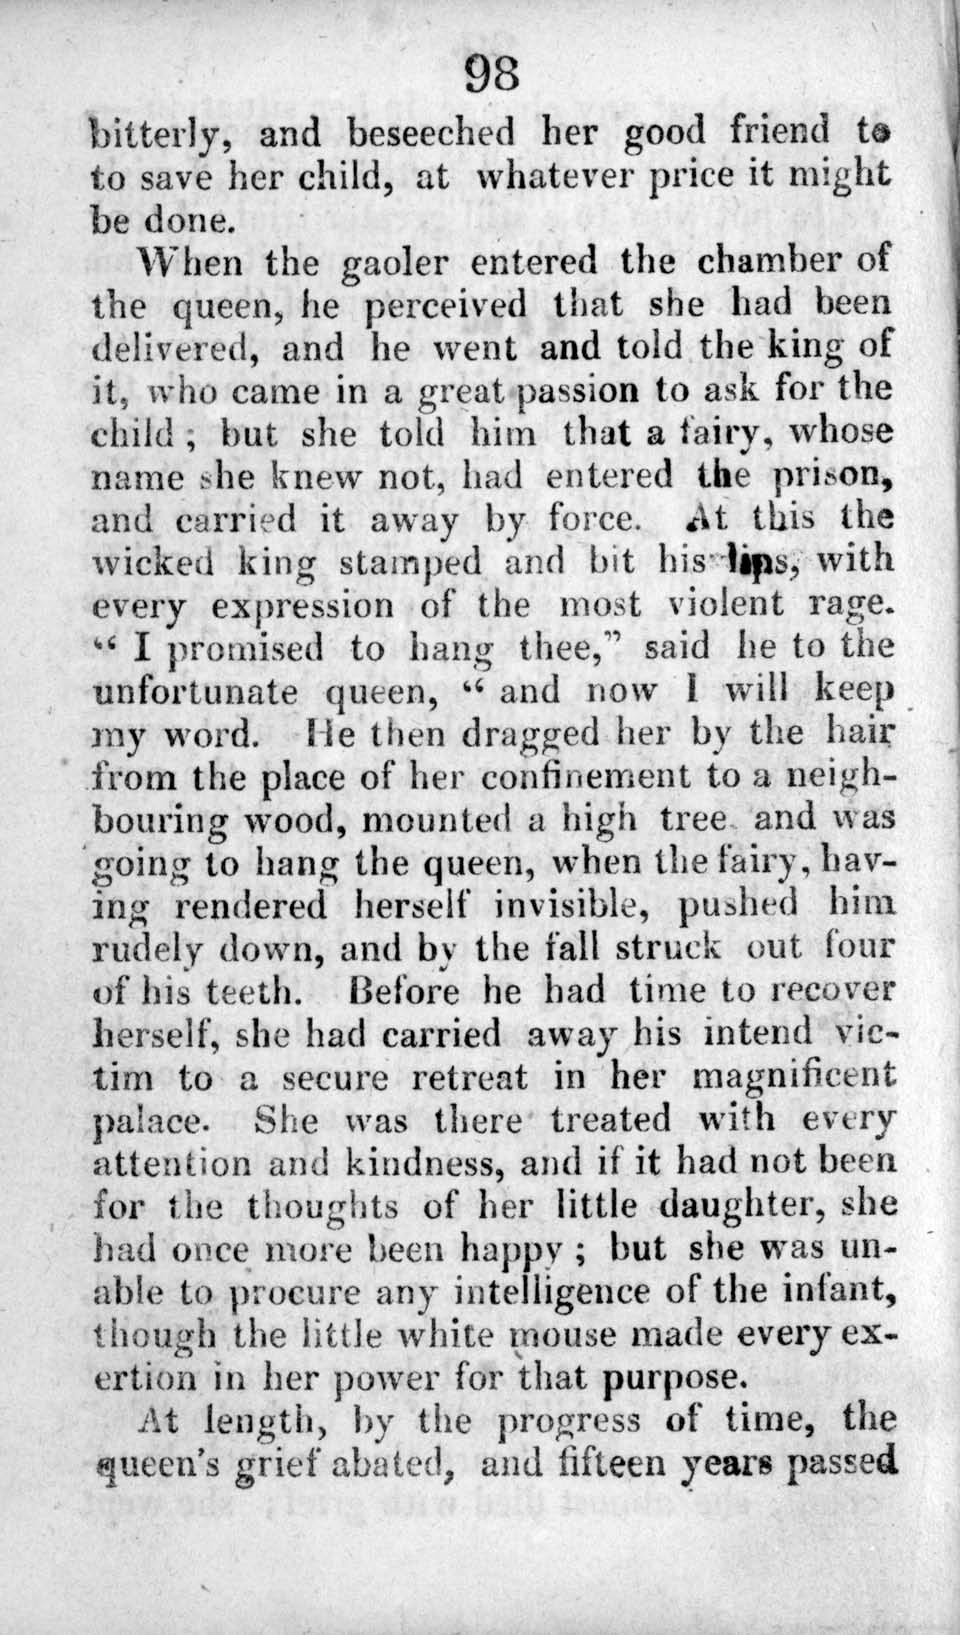 98
bitterly, and beseeched her good friend to
to save her child, at whatever price it might
be done.
When the gaoler entered the chamber of
the queen, he perceived that she had been
delivered, and he went and told the king of
it, who came in a great passion to ask for the
child ; but she told him that a fairy, whose
name she knew not, had entered the prison,
and carried it away by force. At this the
wicked king stamped and bit his lips, with
every expression of the most violent rage.
“ I promised to hang thee,” said he to the
unfortunate queen, “ and now I will keep
my word. He then dragged her by the hair
from the place of her confinement to a neigh-
bouring wood, mounted a high tree and was
going to hang the queen, when the fairy, hav-
ing rendered herself invisible, pushed him
rudely down, and by the fall struck out four
of his teeth. Before he had time to recover
herself, she had carried away his intend vic-
tim to a secure retreat in her magnificent
palace. She was there treated with every
attention and kindness, and if it had not been
for the thoughts of her little daughter, she
had once more been happy ; but she was un-
able to procure any intelligence of the infant,
though the little white mouse made every ex-
ertion in her power for that purpose.
At length, by the progress of time, the
queen's grief abated, and fifteen years passed